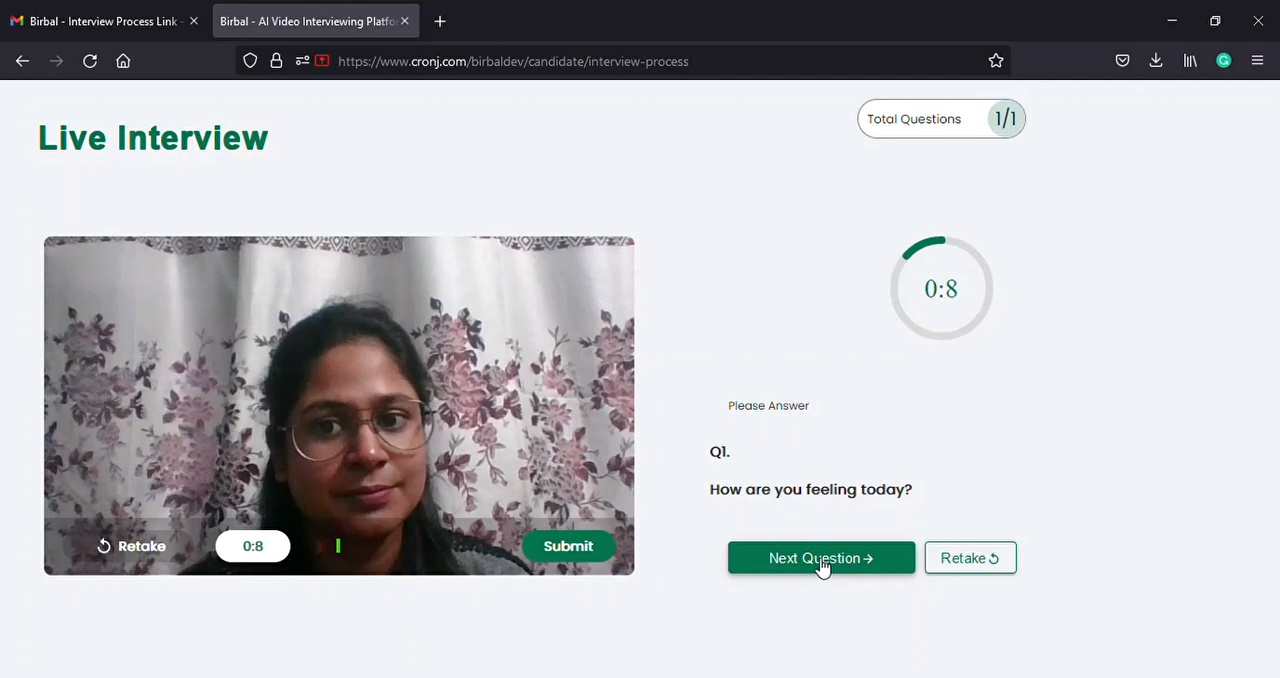 Birbal - Interview Process Link -
Birbal - AI Video Interviewing Platfo
https://www.cronj.com/birbaldev/candidate/interview-process
Live Interview
Total Questions 1/1
0:8
Please Answer
Q1.
How are you feeling today?
Retake 0:8 Submit
Next Question Retake